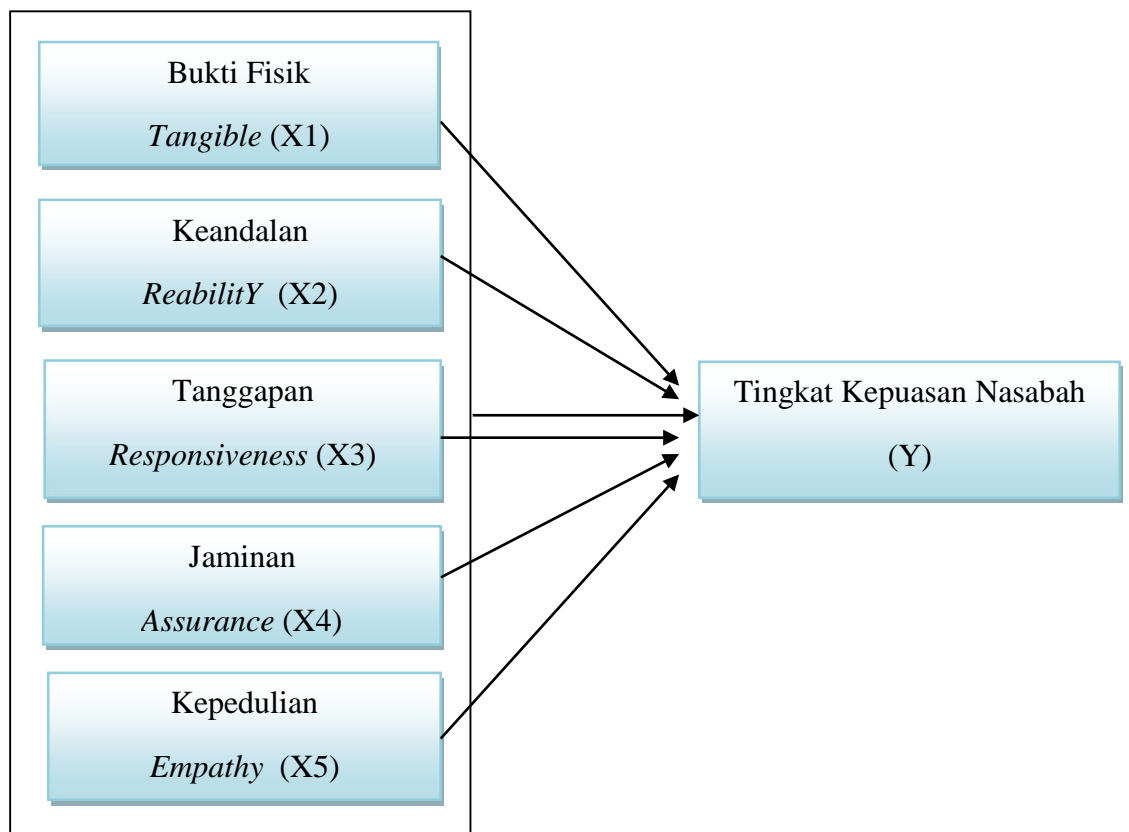 Bukti Fisik
Tangible (X1)
Keandalan
ReabilitY (X2)
Tanggapan
Responsiveness (X3)
Jaminan
Assurance (X4)
Kepedulian
Empathy (X5)
Tingkat Kepuasan Nasabah
(Y)